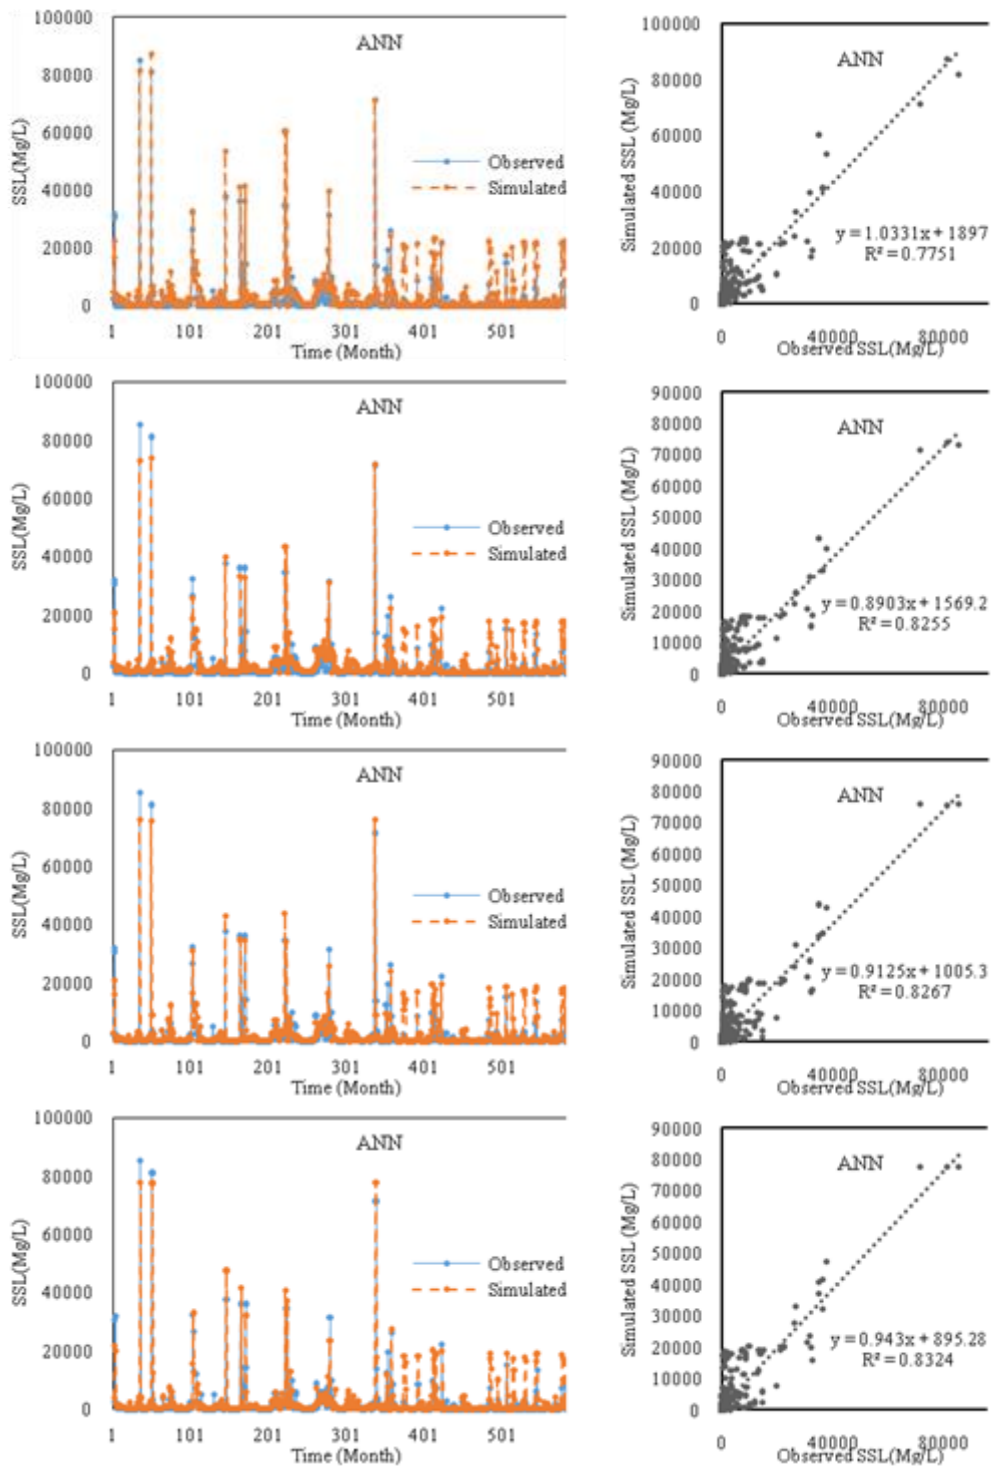 100000
80000
60000
40000
20000
0
SSL(Mg/L)
ANN
Observed
Simulated
1 101 201 301 401 501
Time (Month)
100000
80000
60000
40000
20000
0
Simulated SSL (Mg/L)
ANN
y = 1.0331x + 1897
R² = 0.7751
0 40000 80000
Observed SSL(Mg/L)
100000
80000
60000
40000
20000
0
SSL(Mg/L)
ANN
Observed
Simulated
1 101 201 301 401 501
Time (Month)
90000
80000
70000
60000
50000
40000
30000
20000
10000
0
Simulated SSL (Mg/L)
ANN
y = 0.8903x + 1569.2
R² = 0.8255
0 40000 80000
Observed SSL(Mg/L)
100000
80000
60000
40000
20000
0
SSL(Mg/L)
ANN
Observed
Simulated
1 101 201 301 401 501
Time (Month)
90000
80000
70000
60000
50000
40000
30000
20000
10000
0
Simulated SSL (Mg/L)
ANN
y = 0.9125x + 1005.3
R² = 0.8267
0 40000 80000
Observed SSL(Mg/L)
100000
80000
60000
40000
20000
0
SSL(Mg/L)
ANN
Observed
Simulated
1 101 201 301 401 501
Time (Month)
90000
80000
70000
60000
50000
40000
30000
20000
10000
0
Simulated SSL (Mg/L)
ANN
y = 0.943x + 895.28
R² = 0.8324
0 40000 80000
Observed SSL(Mg/L)